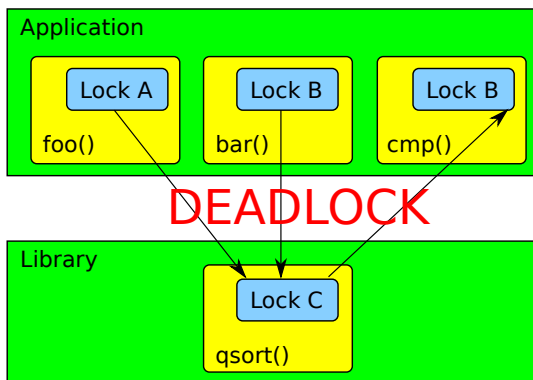 Application
Lock A
Lock B
Lock B
foo()
bar()
cmp()
DEADLOCK
Library
Lock C
qsort()